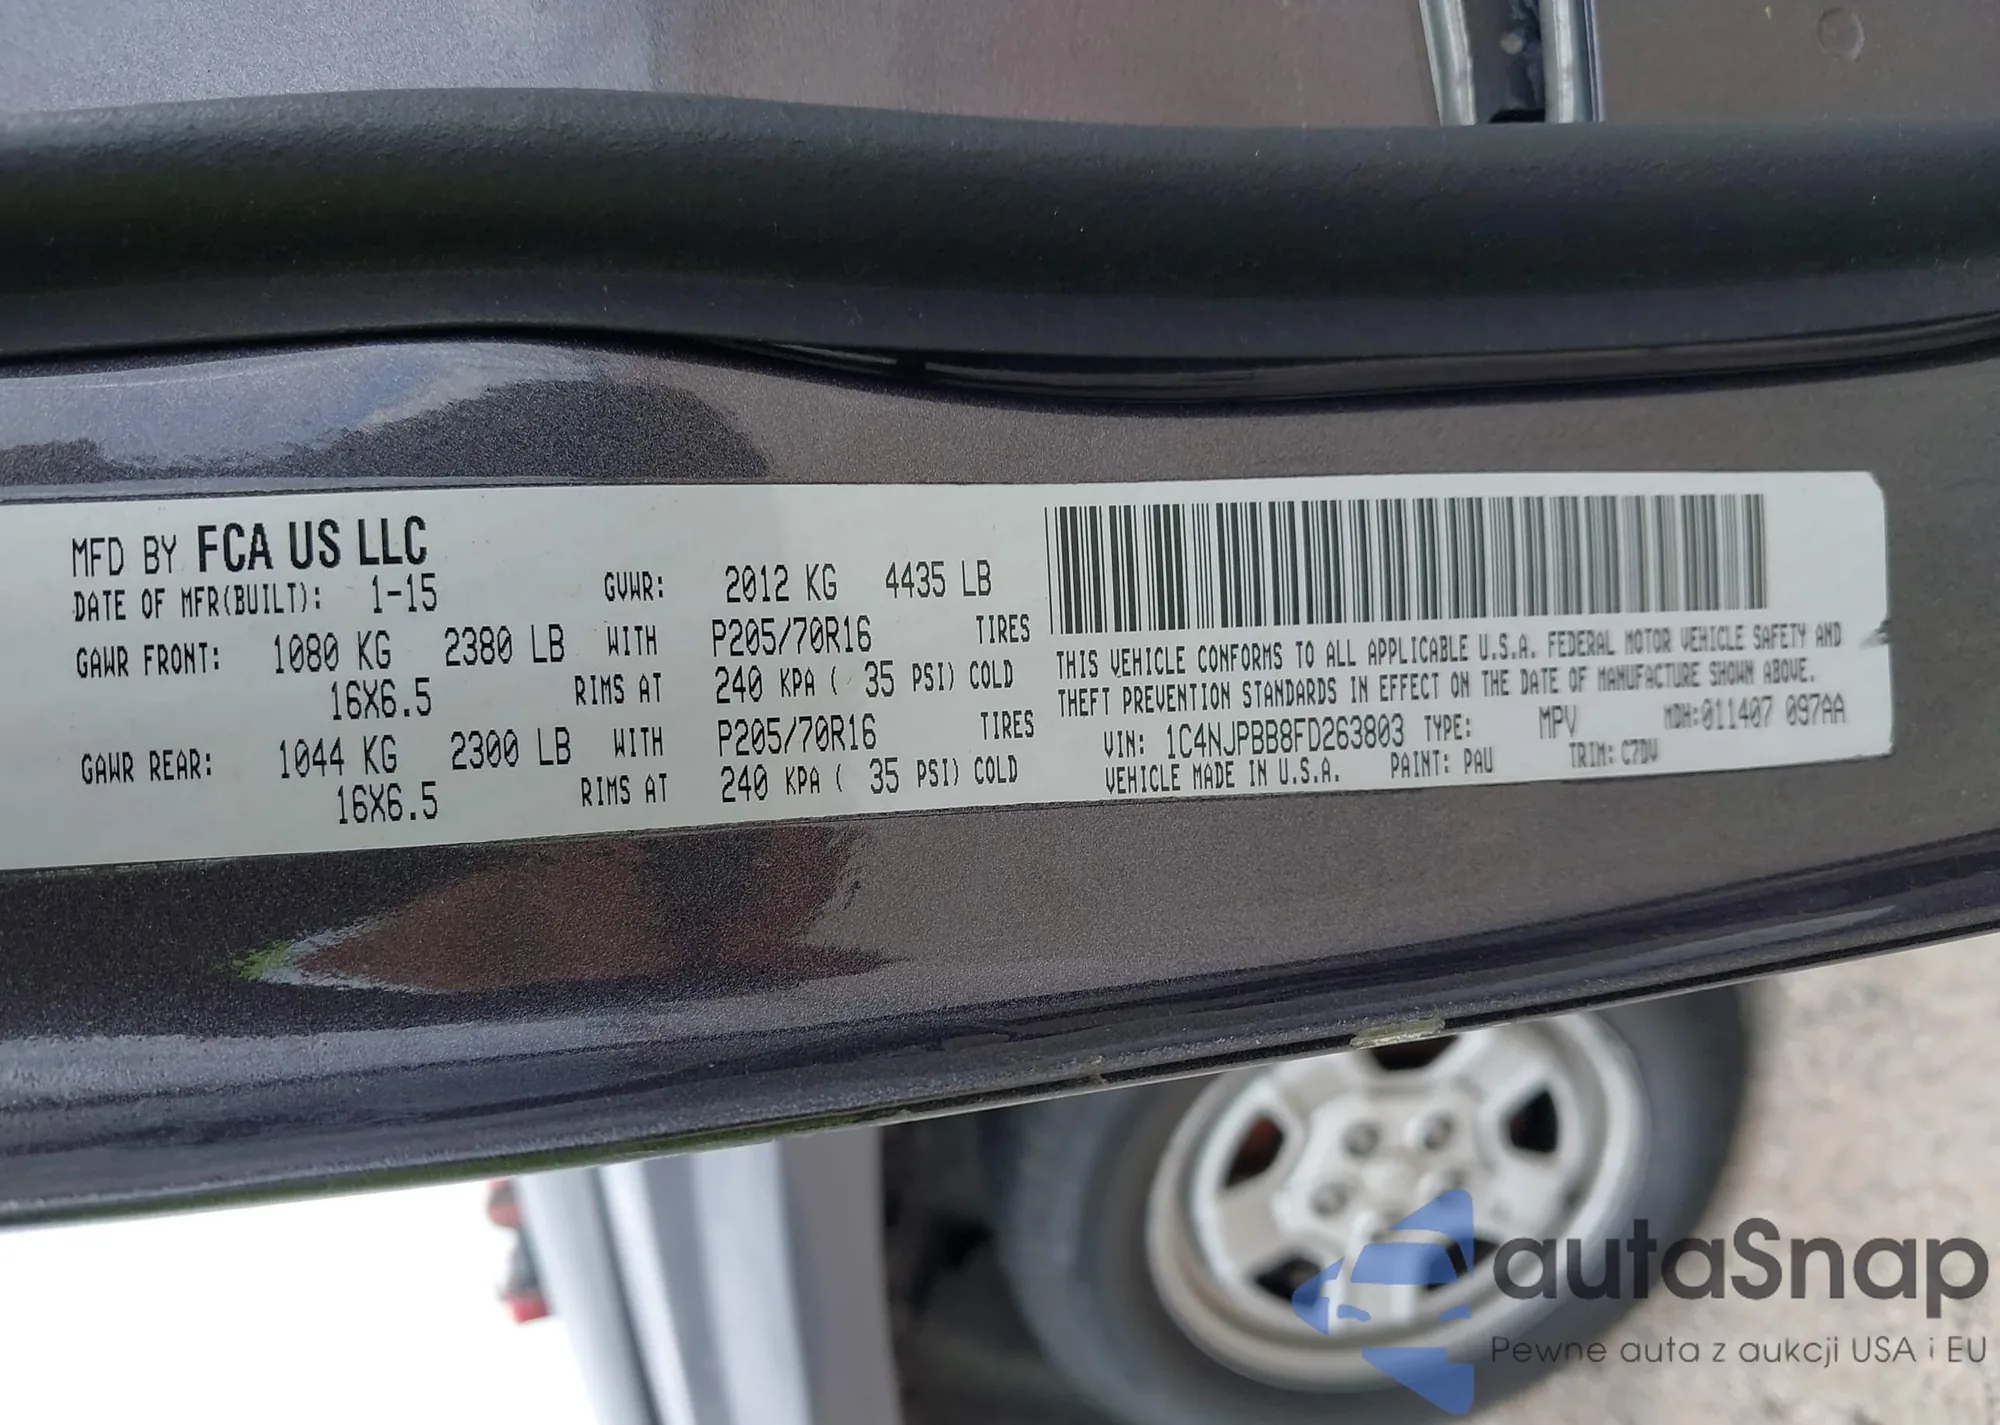 MFD BY FCA US LLC
DATE OF MFR(BUILT): 1-15 GVWR: 2012 KG 4435 LB
GAWR FRONT: 1080 KG 2380 LB WITH P205/70R16 TIRES
16X6.5 RIMS AT 240 KPA ( 35 PSI) COLD
GAWR REAR: 1044 KG 2300 LB WITH P205/70R16 TIRES
16X6.5 RIMS AT 240 KPA ( 35 PSI) COLD
THIS VEHICLE CONFORMS TO ALL APPLICABLE U.S.A. FEDERAL MOTOR VEHICLE SAFETY AND
THEFT PREVENTION STANDARDS IN EFFECT ON THE DATE OF MANUFACTURE SHOWN ABOVE.
VIN: 1C4NJPBB8FD263803 TYPE: MPV MDH:011407 097AA
VEHICLE MADE IN U.S.A. PAINT: PAU TRIM: C7DV
autaSnap
Pewne auta z aukcji USA i EU